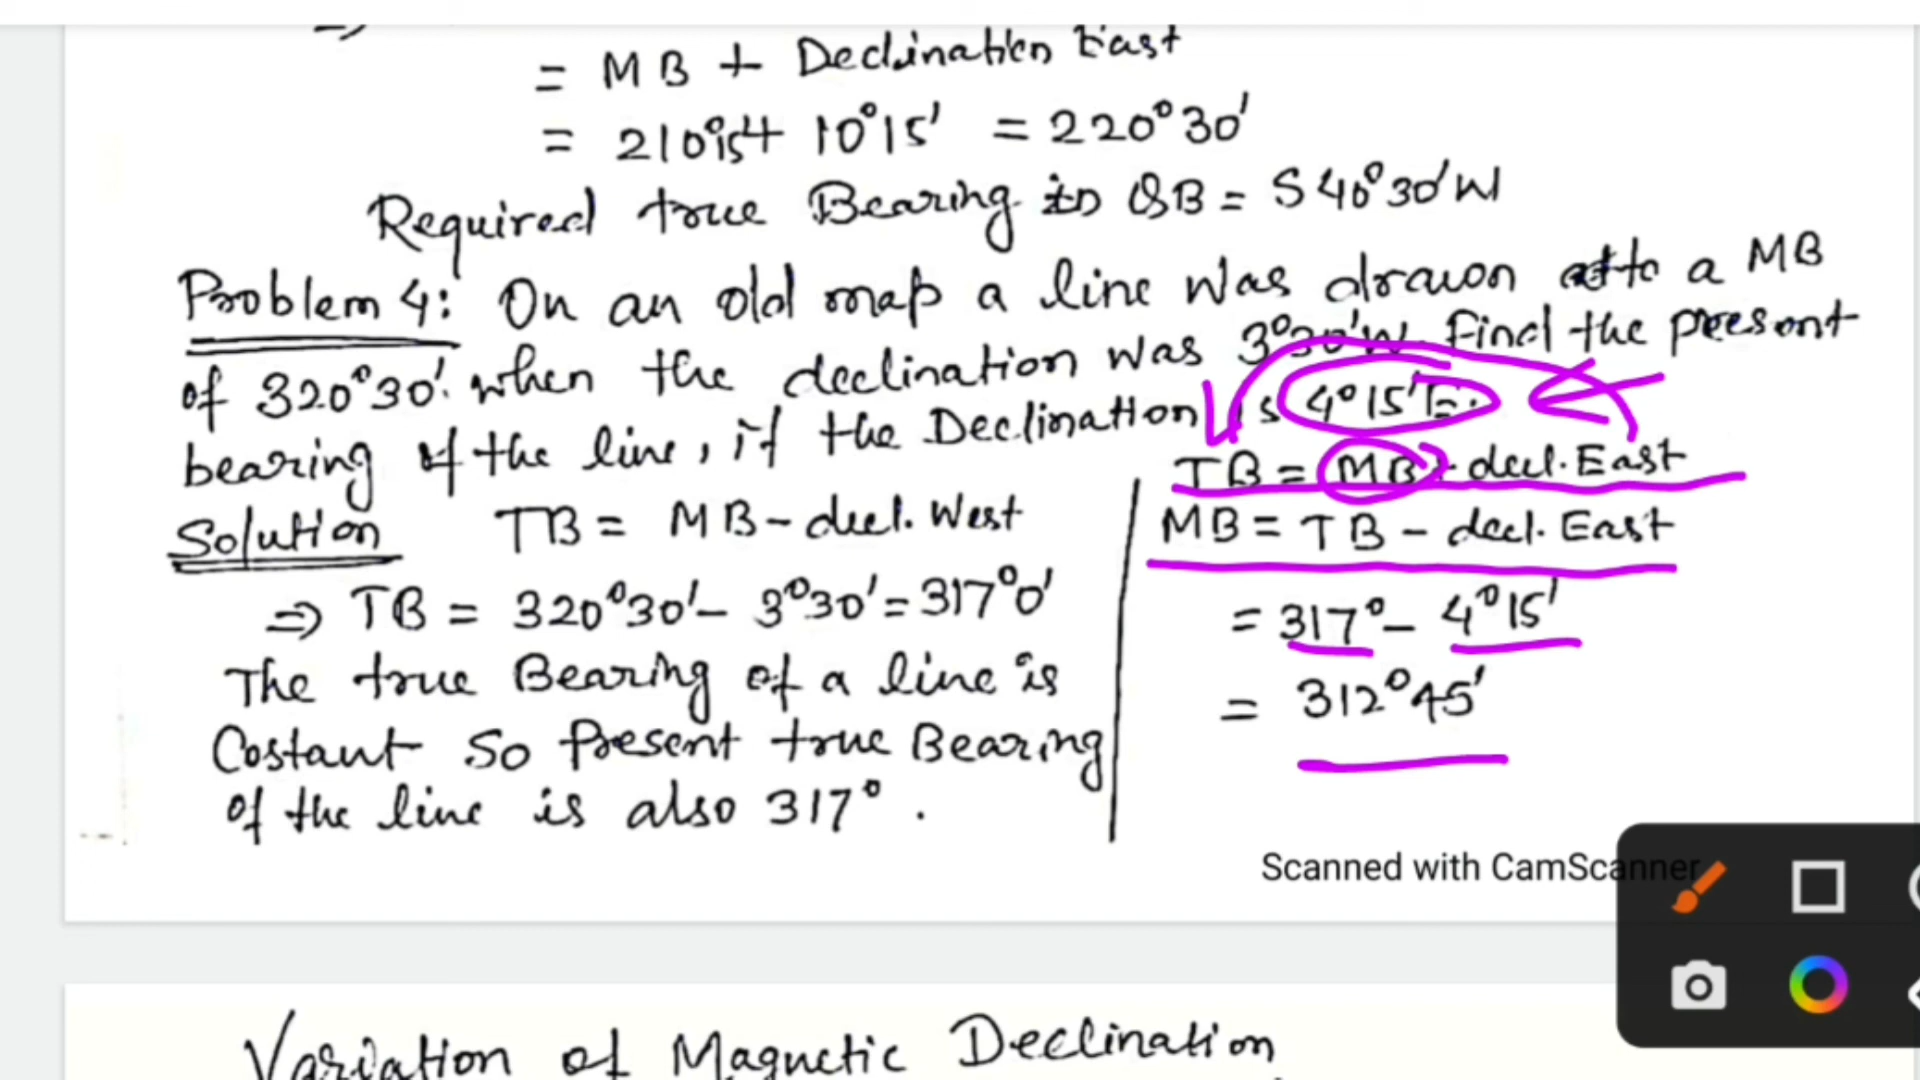 = MB + Declination East
= 210°15'+ 10°15' = 220°30'
Required true Bearing in QB = S 40°30' W
Problem 4: On an old map a line was drawn to a MB
of 320°30' when the declination was 3°30'W. Find the present
bearing of the line, if the Declination is 4°15'E.
Solution TB = MB - decl. West
⇒ TB = 320°30' - 3°30' = 317°0'
The true Bearing of a line is
Costant so Present true Bearing
of the line is also 317°.
TB = MB + decl. East
MB = TB - decl. East
= 317° - 4°15'
= 312°45'
Scanned with CamScanner
Variation of Magnetic Declination